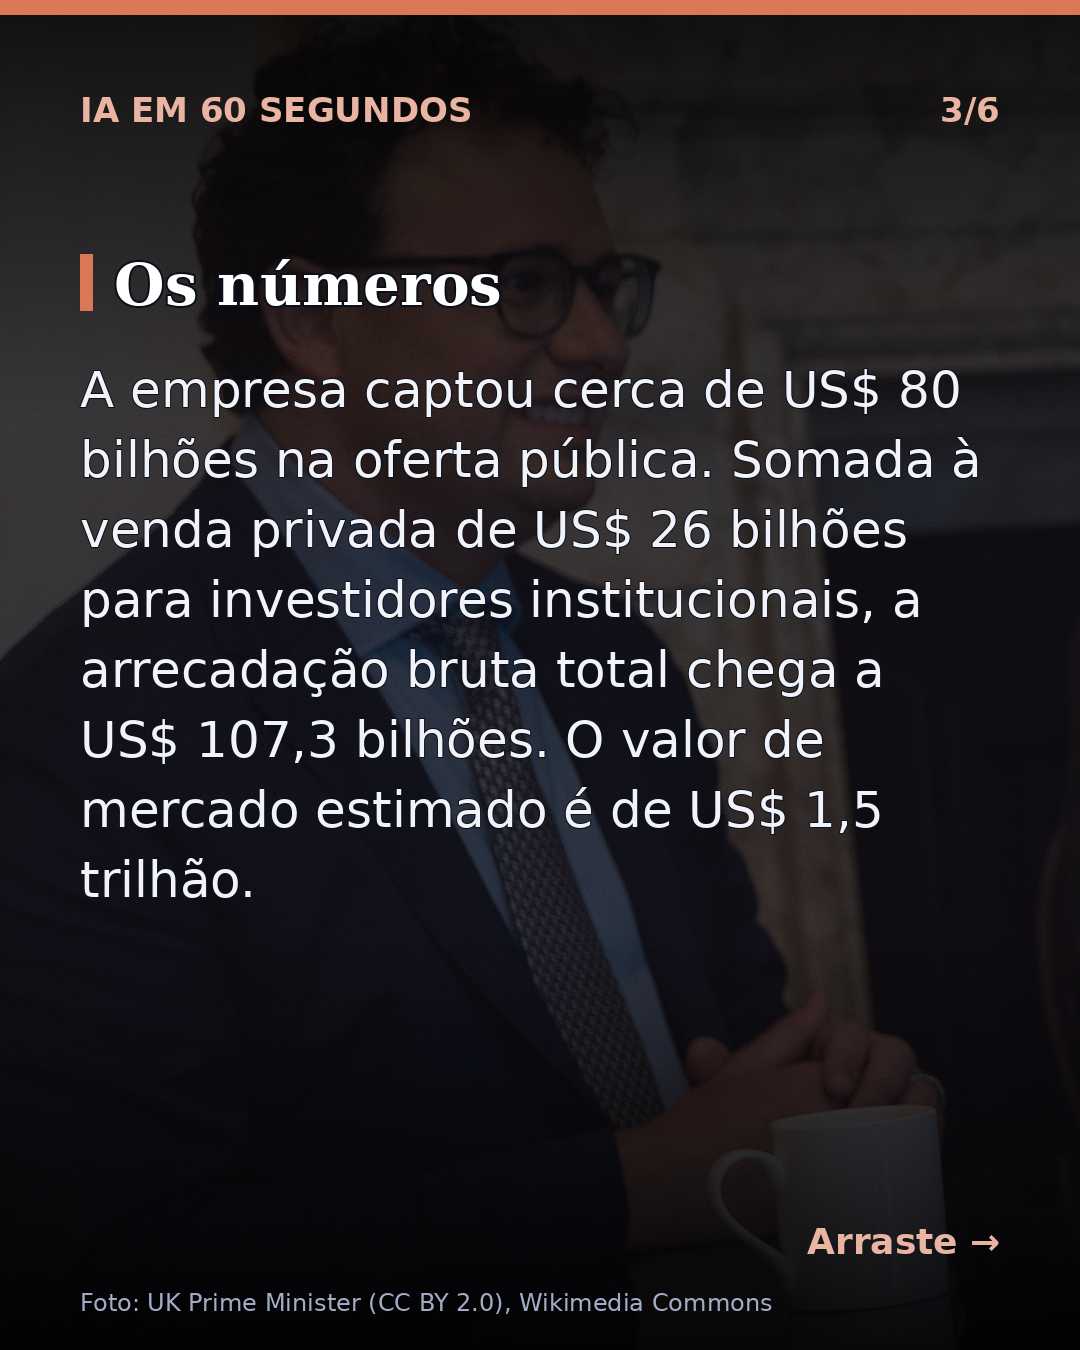 IA EM 60 SEGUNDOS
3/6
Os números
A empresa captou cerca de US$ 80
bilhões na oferta pública. Somada à
venda privada de US$ 26 bilhões
para investidores institucionais, a
arrecadação bruta total chega a
US$ 107,3 bilhões. O valor de
mercado estimado é de US$ 1,5
trilhão.
Arraste →
Foto: UK Prime Minister (CC BY 2.0), Wikimedia Commons